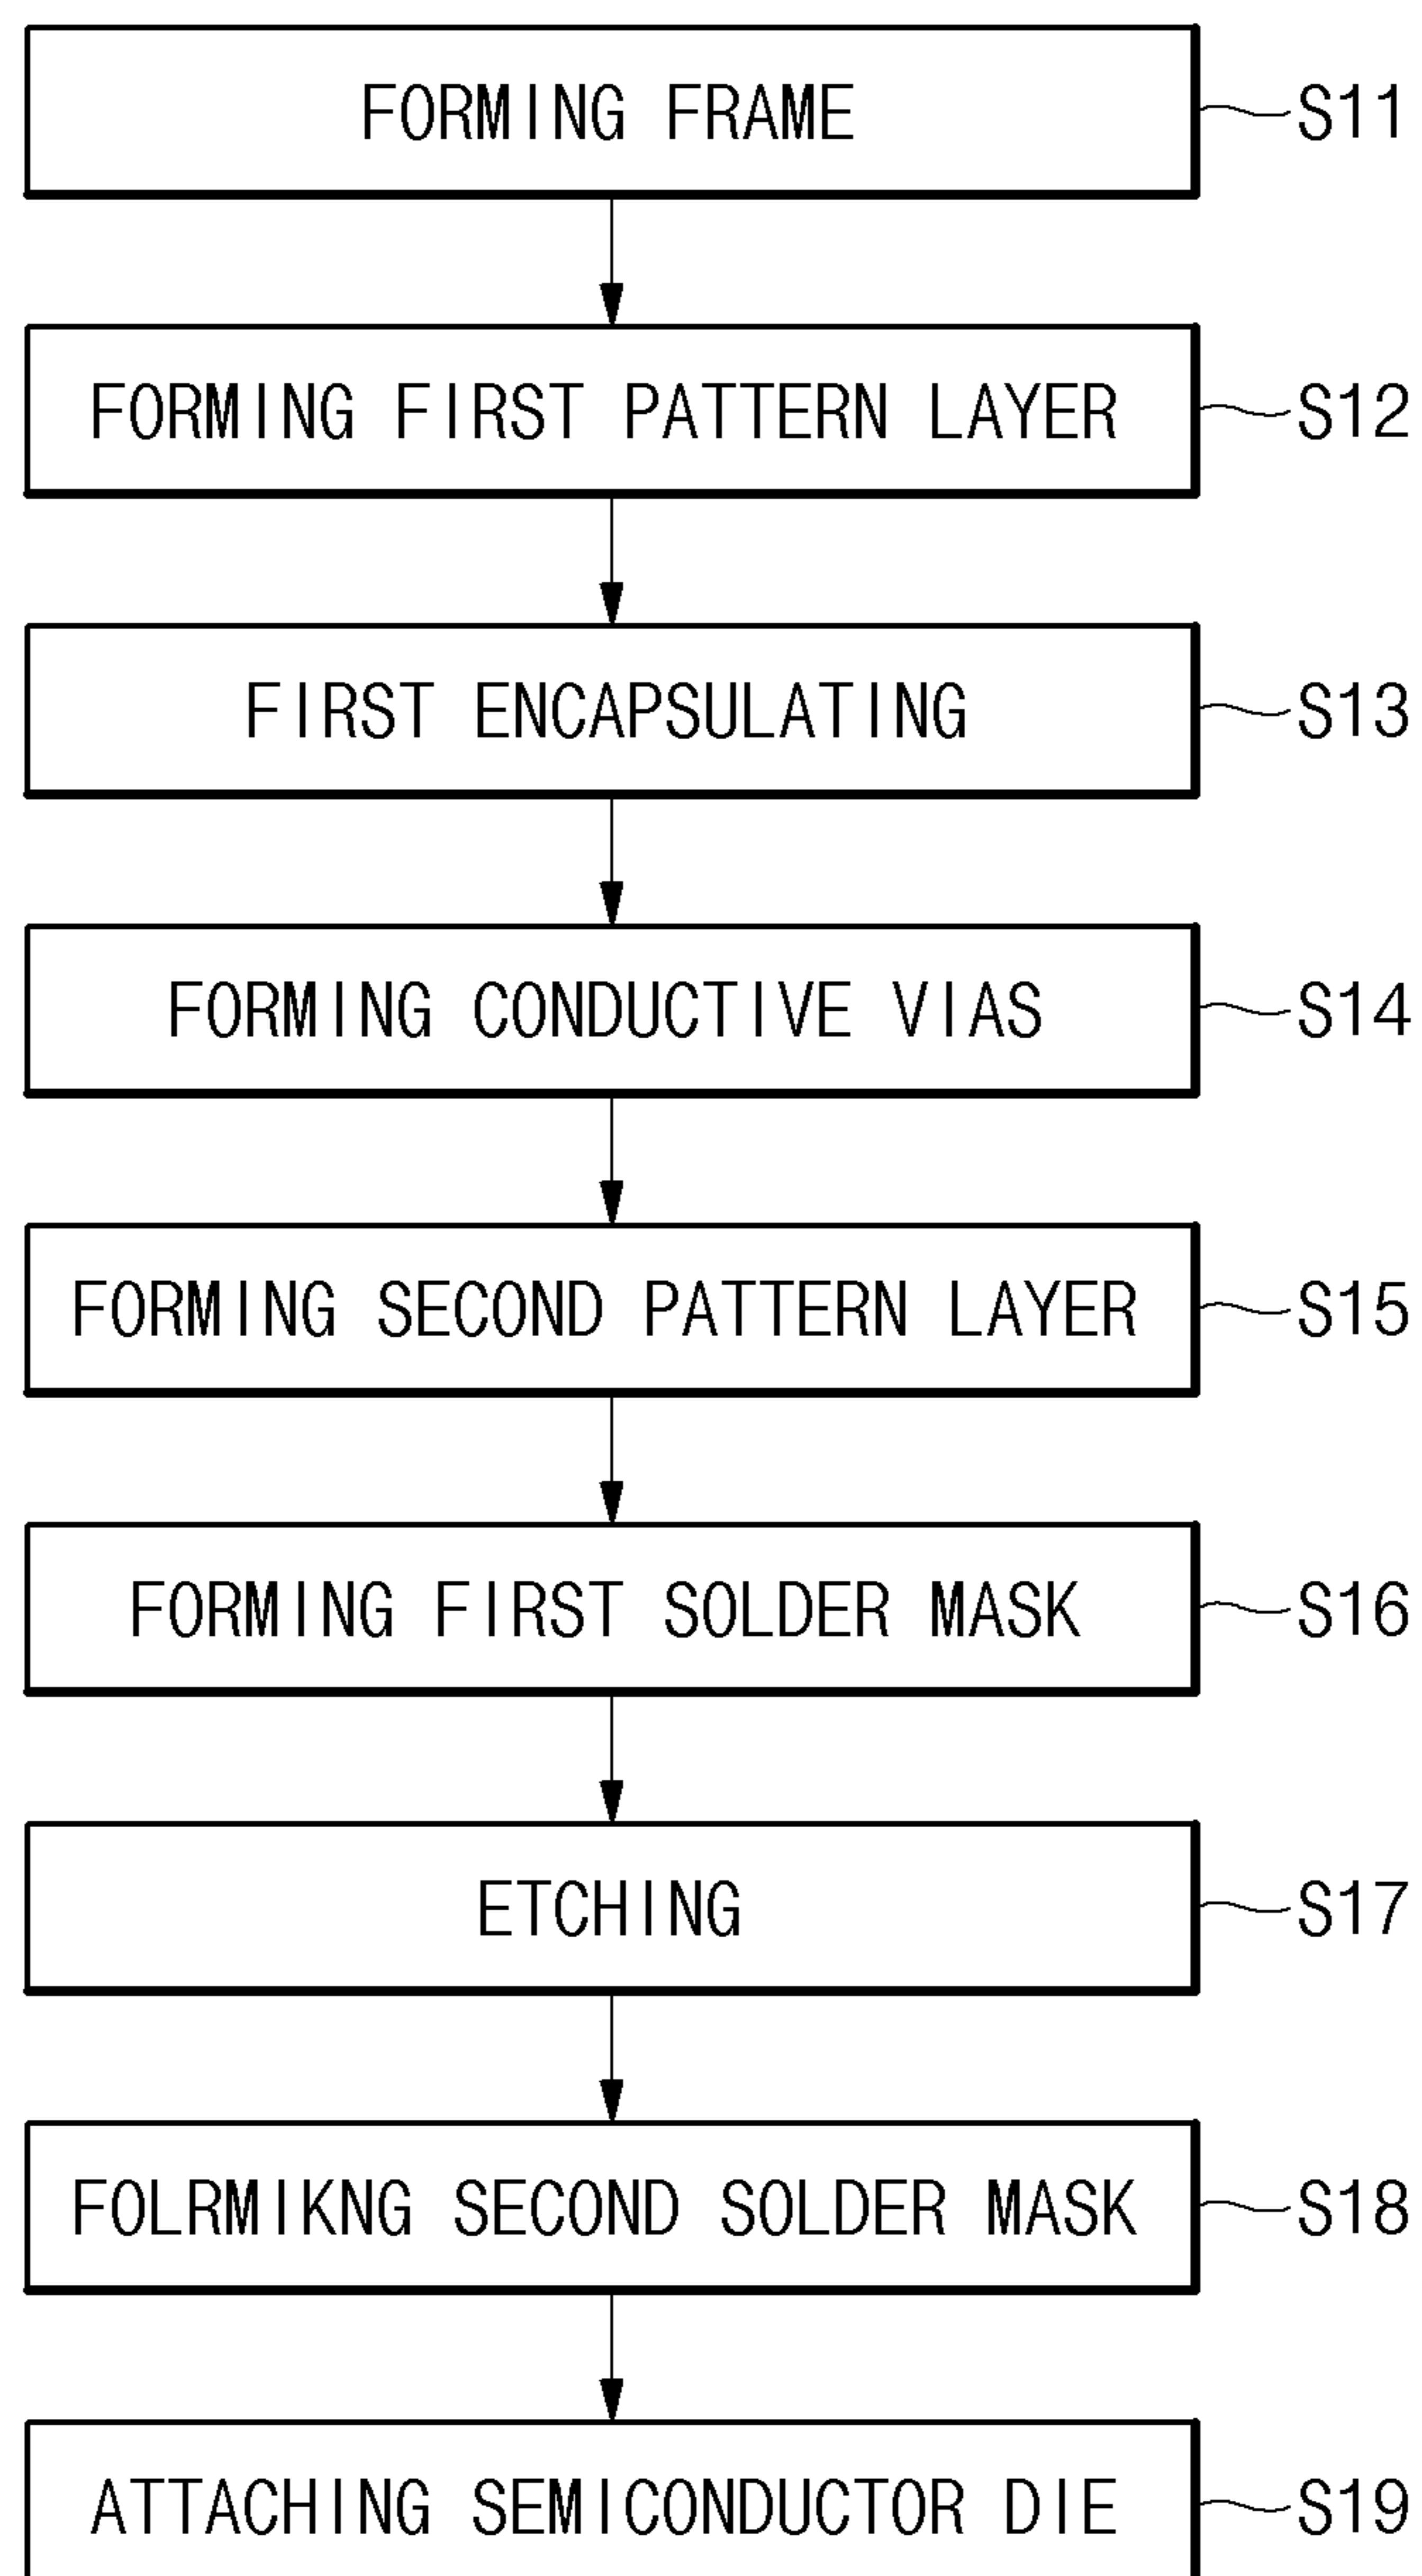 FORMING FRAME S11
FORMING FIRST PATTERN LAYER S12
FIRST ENCAPSULATING S13
FORMING CONDUCTIVE VIAS S14
FORMING SECOND PATTERN LAYER S15
FORMING FIRST SOLDER MASK S16
ETCHING S17
FOLRMIKNG SECOND SOLDER MASK S18
ATTACHING SEMICONDUCTOR DIE S19